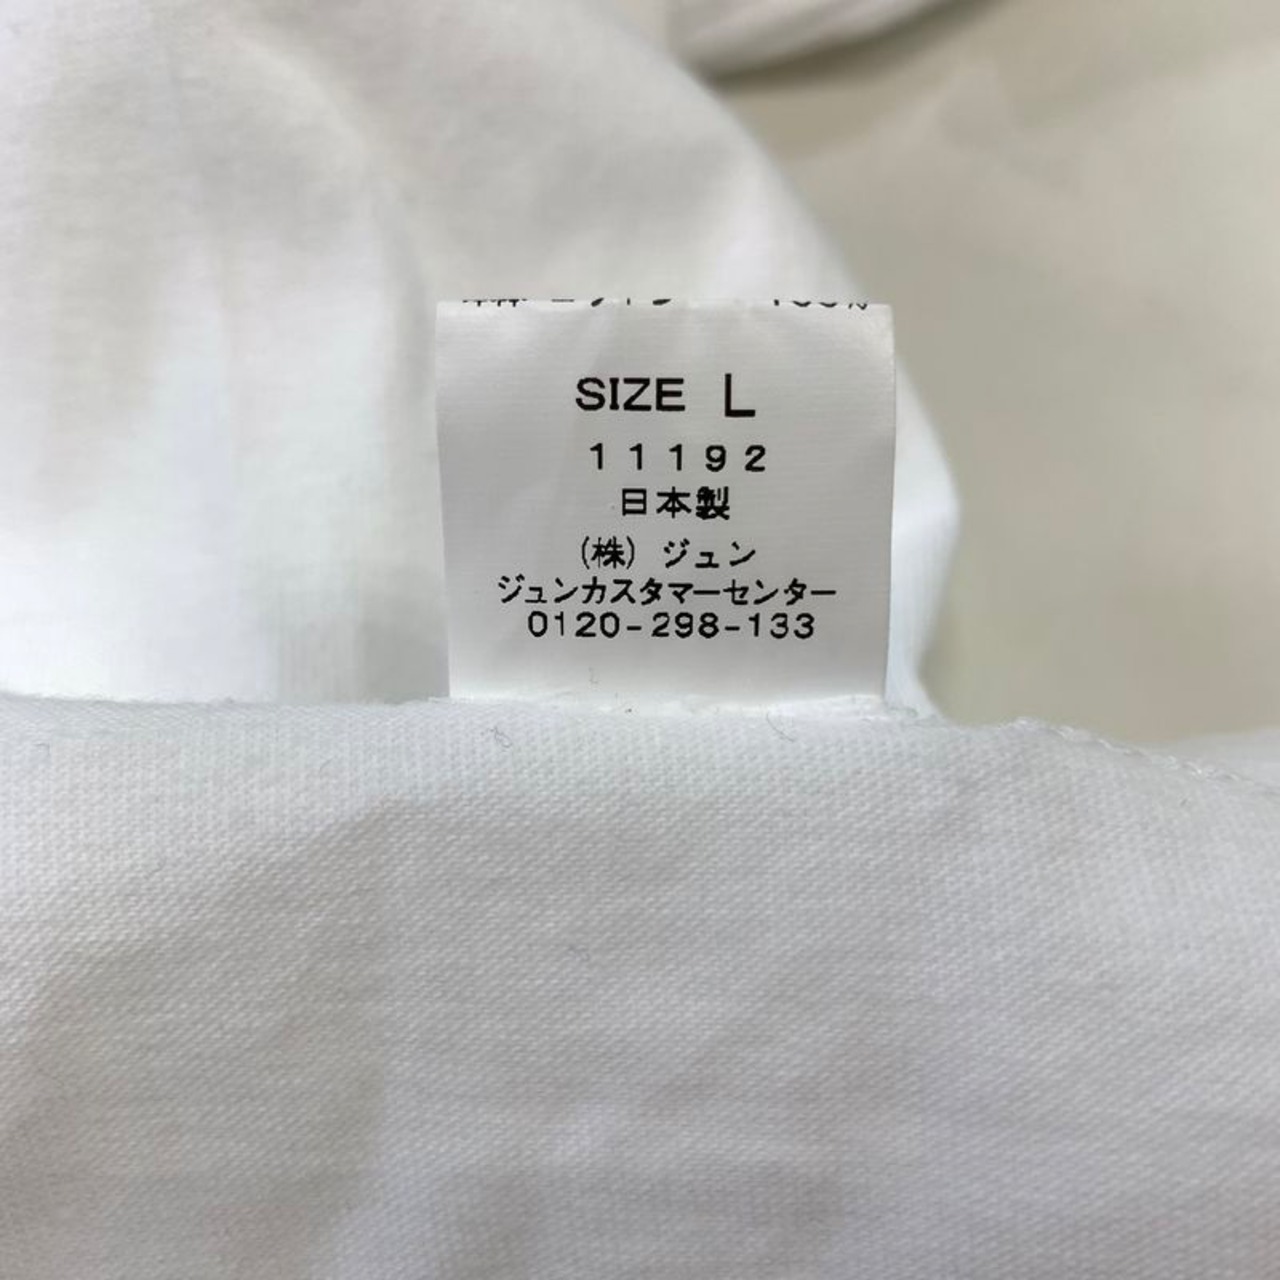 SIZE L
11192
日本製
(株) ジュン
ジュンカスタマーセンター
0120-298-133